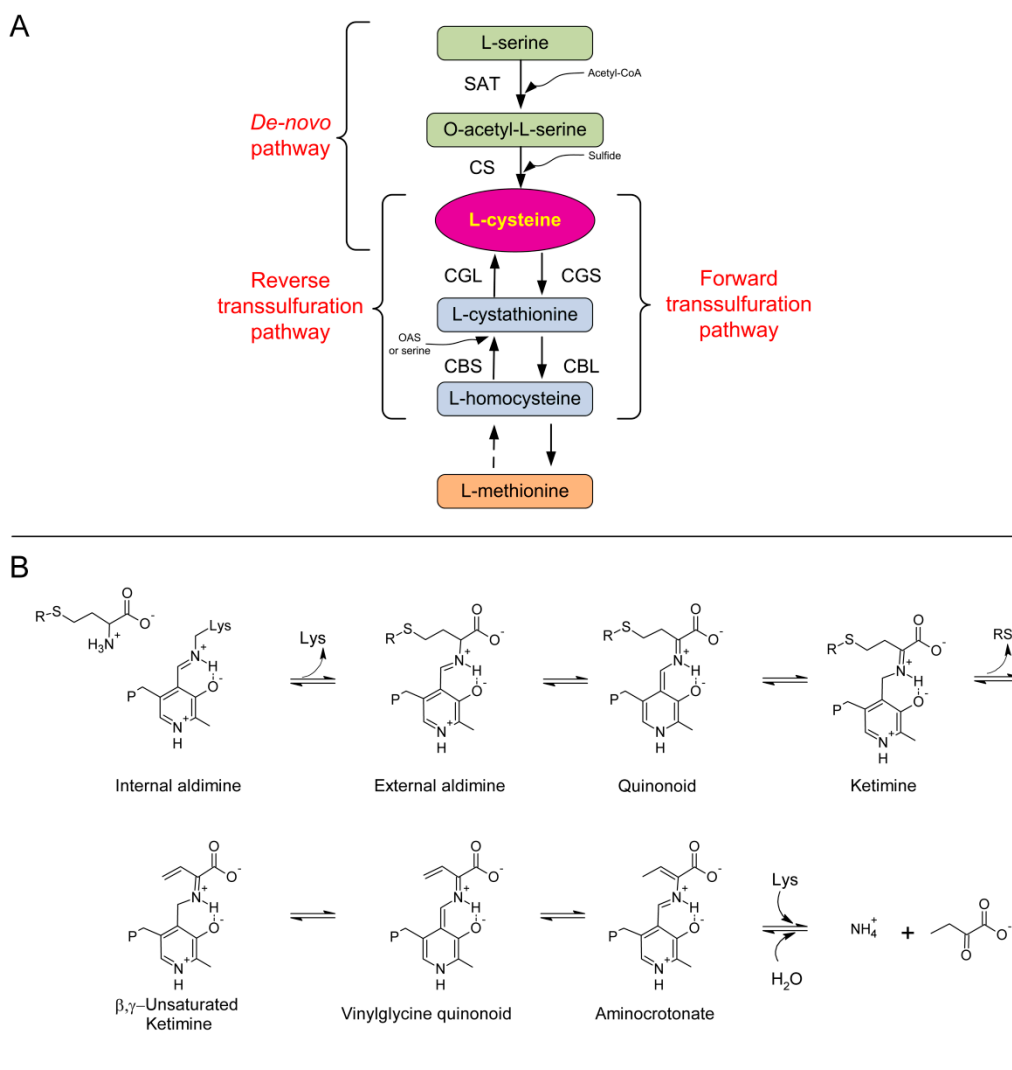 A
L-serine
SAT
Acetyl-CoA
De-novo
pathway
O-acetyl-L-serine
CS
Sulfide
L-cysteine
Reverse
transsulfuration
pathway
CGL
CGS
Forward
transsulfuration
pathway
L-cystathionine
OAS
or serine
CBS
CBL
L-homocysteine
L-methionine
B
R S O O- H3N+
Lys N+ H O- P N+ H
Lys
R S O O- N+ H O- P N+ H
R S O O- N+ H O- P N H
R S O O- N+ H O- P N+ H
RS
Internal aldimine
External aldimine
Quinonoid
Ketimine
O O- N+ H O- P N+ H
O O- N+ H O- P N H
O O- N+ H O- P N+ H
Lys
H2O
NH4+
+
O O- O
β,γ–Unsaturated
Ketimine
Vinylglycine quinonoid
Aminocrotonate